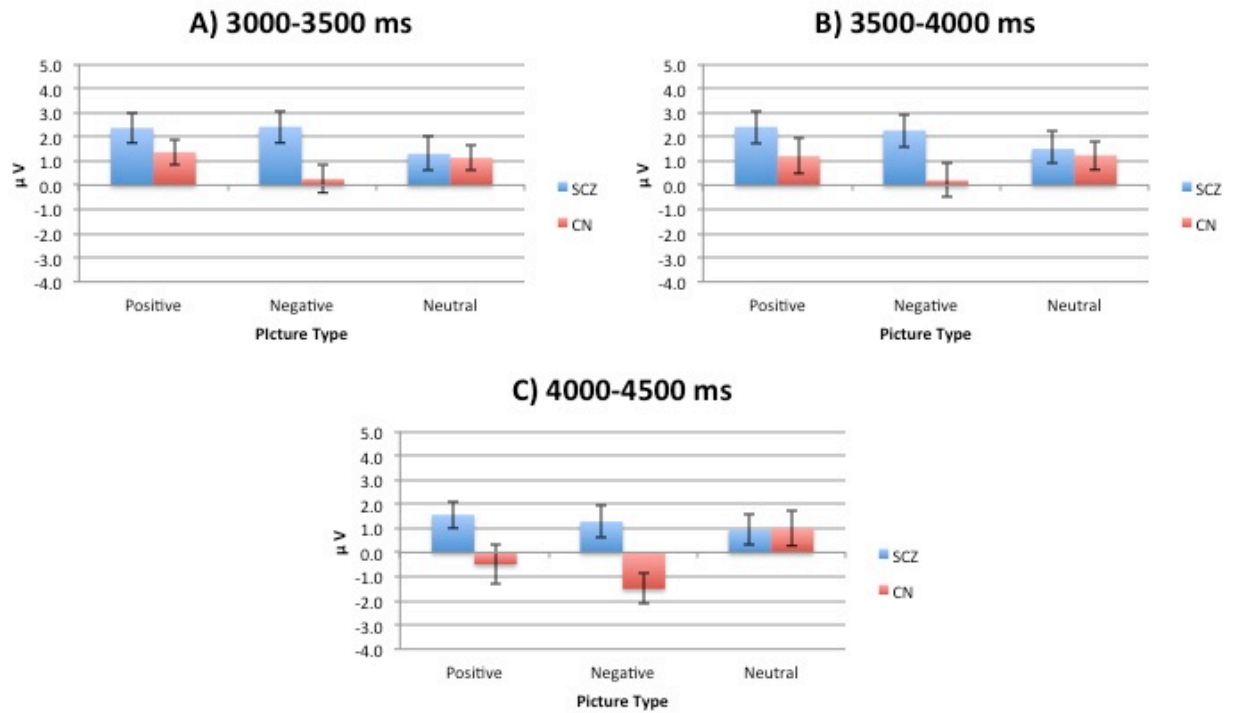 A) 3000-3500 ms
5.0
4.0
3.0
2.0
1.0
0.0
-1.0
-2.0
-3.0
-4.0
μ V
Positive Negative Neutral
PIcture Type
SCZ
CN
B) 3500-4000 ms
5.0
4.0
3.0
2.0
1.0
0.0
-1.0
-2.0
-3.0
-4.0
μ V
Positive Negative Neutral
Picture Type
SCZ
CN
C) 4000-4500 ms
5.0
4.0
3.0
2.0
1.0
0.0
-1.0
-2.0
-3.0
-4.0
μ V
Positive Negative Neutral
Picture Type
SCZ
CN